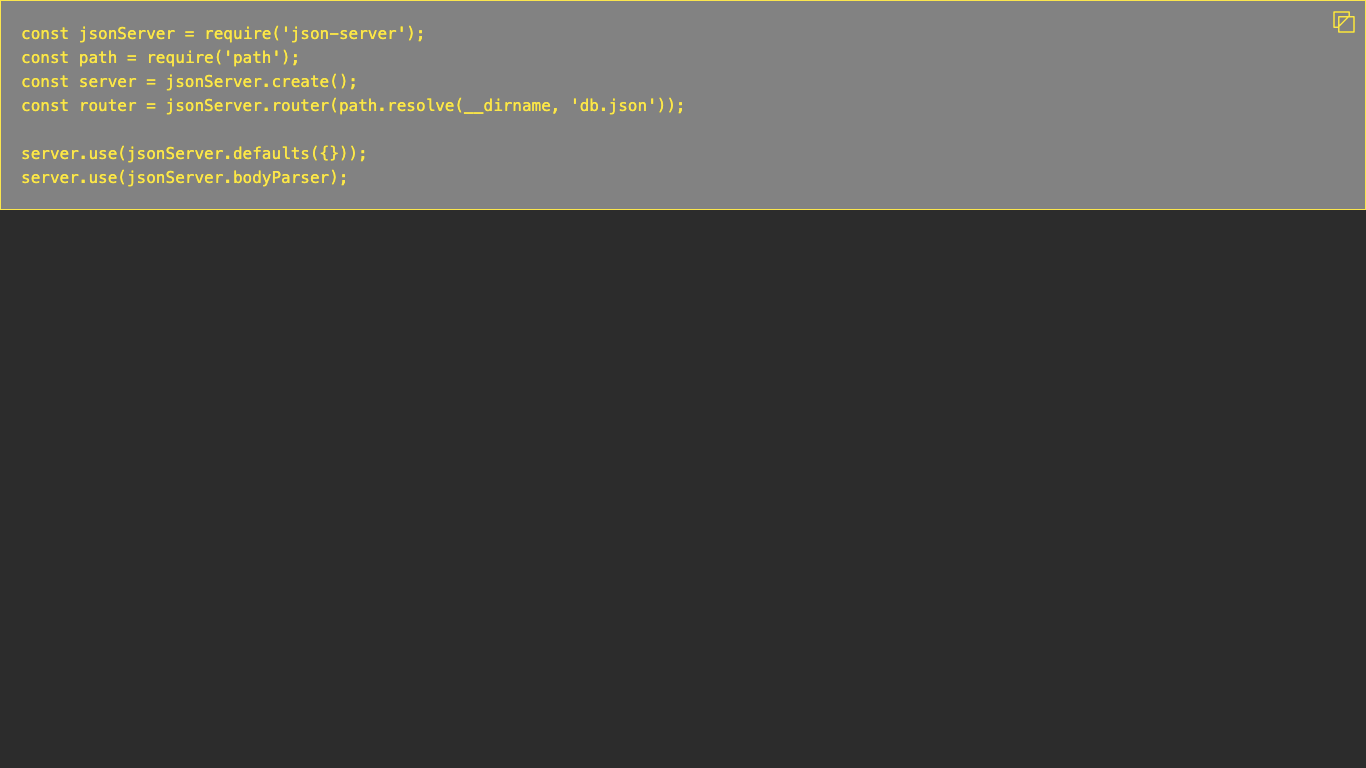 const jsonServer = require('json-server');
const path = require('path');
const server = jsonServer.create();
const router = jsonServer.router(path.resolve(__dirname, 'db.json'));

server.use(jsonServer.defaults({}));
server.use(jsonServer.bodyParser);